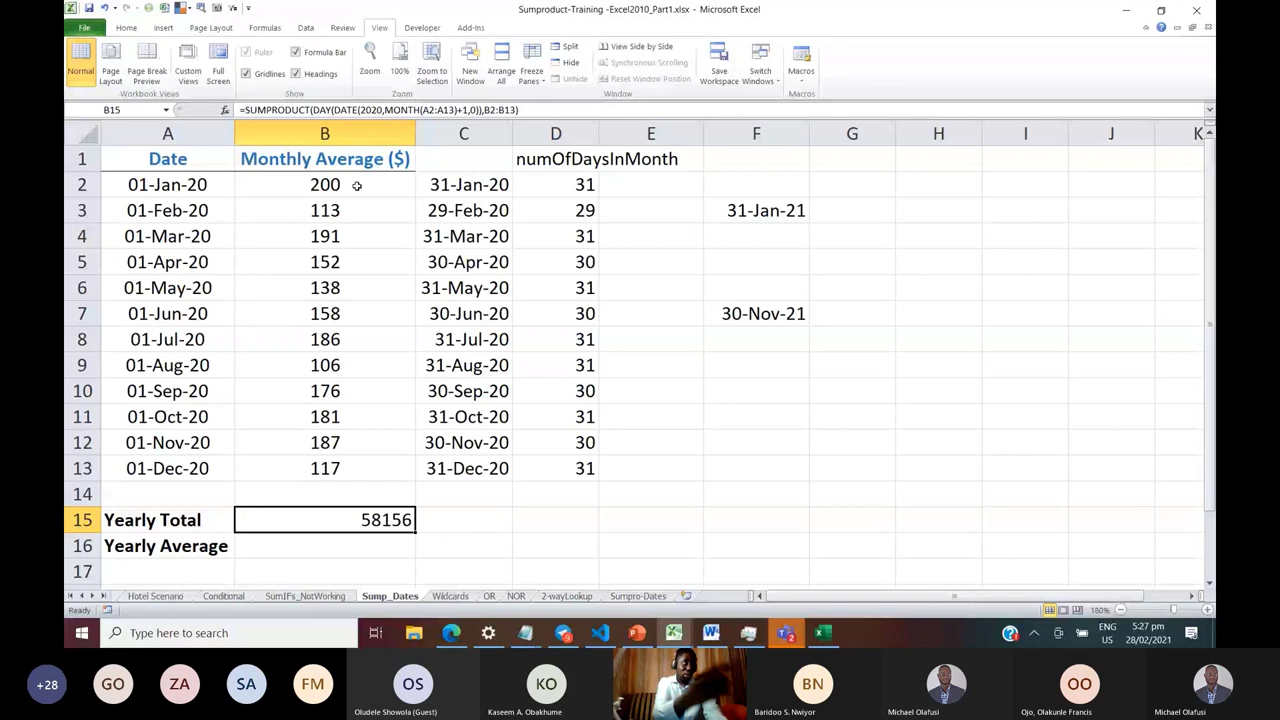 Sumproduct-Training -Excel2010_Part1.xlsx - Microsoft Excel
File Home Insert Page Layout Formulas Data Review View Developer Add-Ins
Normal Page Layout Page Break Preview Custom Views Full Screen
Ruler Formula Bar
Gridlines Headings
Zoom 100% Zoom to Selection New Window Arrange All Freeze Panes
Split Hide Unhide
View Side by Side
Synchronous Scrolling
Reset Window Position
Save Workspace Switch Windows Macros
Workbook Views Show Zoom Window Macros
B15 fx =SUMPRODUCT(DAY(DATE(2020,MONTH(A2:A13)+1,0)),B2:B13)
A B C D E F G H I J K
1 Date Monthly Average ($) numOfDaysInMonth
2 01-Jan-20 200 31-Jan-20 31
3 01-Feb-20 113 29-Feb-20 29 31-Jan-21
4 01-Mar-20 191 31-Mar-20 31
5 01-Apr-20 152 30-Apr-20 30
6 01-May-20 138 31-May-20 31
7 01-Jun-20 158 30-Jun-20 30 30-Nov-21
8 01-Jul-20 186 31-Jul-20 31
9 01-Aug-20 106 31-Aug-20 31
10 01-Sep-20 176 30-Sep-20 30
11 01-Oct-20 181 31-Oct-20 31
12 01-Nov-20 187 30-Nov-20 30
13 01-Dec-20 117 31-Dec-20 31
14
15 Yearly Total 58156
16 Yearly Average
17
Hotel Scenario Conditional SumIFs_NotWorking Sump_Dates Wildcards OR NOR 2-wayLookup Sumpro-Dates
Ready 180%
Type here to search ENG US 5:27 pm 28/02/2021
+28 GO ZA SA FM OS KO BN OO
Oludele Showola (Guest) Kaseem A. Obakhume Baridoo S. Nwiyor Michael Olafusi Ojo, Olakunle Francis Michael Olafusi